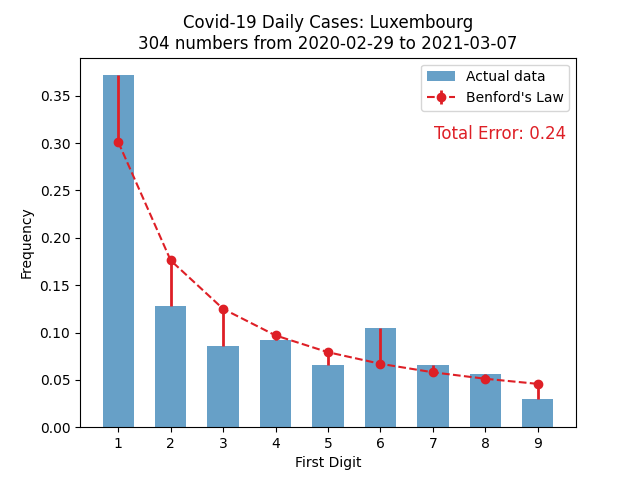 Covid-19 Daily Cases: Luxembourg
304 numbers from 2020-02-29 to 2021-03-07
Actual data
Benford's Law
Total Error: 0.24
Frequency
0.35
0.30
0.25
0.20
0.15
0.10
0.05
0.00
1 2 3 4 5 6 7 8 9
First Digit